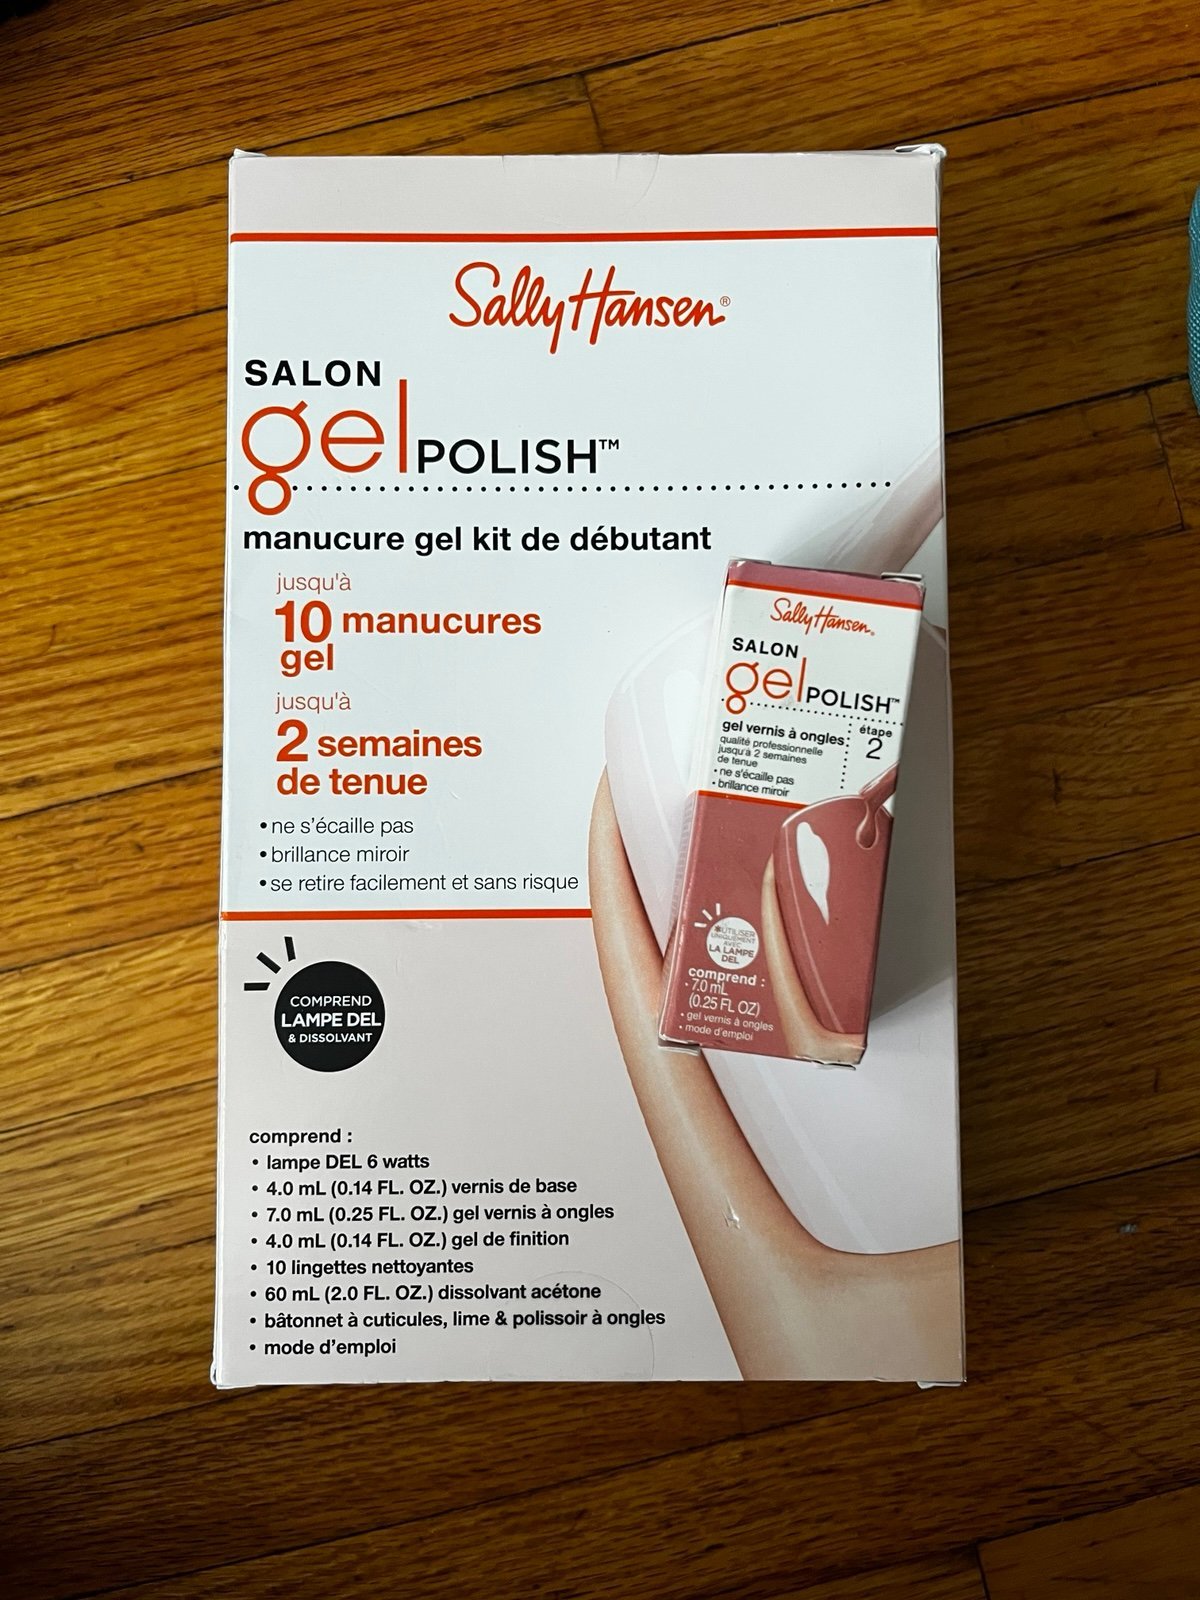 Sally Hansen®
SALON
gel POLISH™
manucure gel kit de débutant
jusqu'à
10 manucures
gel
jusqu'à
2 semaines
de tenue
•ne s'écaille pas
•brillance miroir
•se retire facilement et sans risque
COMPREND
LAMPE DEL
& DISSOLVANT
comprend :
• lampe DEL 6 watts
• 4.0 mL (0.14 FL. OZ.) vernis de base
• 7.0 mL (0.25 FL. OZ.) gel vernis à ongles
• 4.0 mL (0.14 FL. OZ.) gel de finition
• 10 lingettes nettoyantes
• 60 mL (2.0 FL. OZ.) dissolvant acétone
• bâtonnet à cuticules, lime & polissoir à ongles
• mode d'emploi
Sally Hansen®
SALON
gel POLISH™
gel vernis à ongles
étape
2
qualité professionnelle
jusqu'à 2 semaines
de tenue
• ne s'écaille pas
• brillance miroir
*UTILISER
UNIQUEMENT
AVEC
LA LAMPE
DEL
comprend :
• 7.0 mL
(0.25 FL OZ)
• gel vernis à ongles
• mode d'emploi